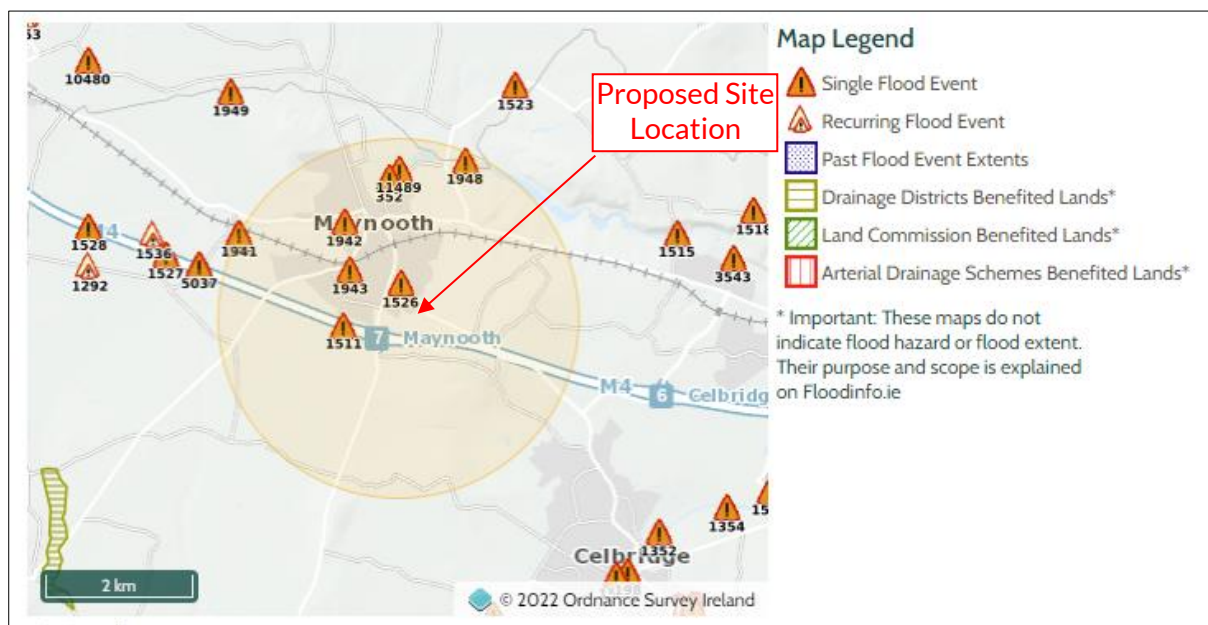 53
10480
1949
1523
Proposed Site
Location
11489
352
1948
Maynooth
1942
M4
1528
1536
1527
1292
5037
1941
1943
1526
1511
7 Maynooth
1515
1518
3543
M4
6 Celbridge
1354
15
1352
Celbridge
2 km
© 2022 Ordnance Survey Ireland
Map Legend
Single Flood Event
Recurring Flood Event
Past Flood Event Extents
Drainage Districts Benefited Lands*
Land Commission Benefited Lands*
Arterial Drainage Schemes Benefited Lands*
* Important: These maps do not
indicate flood hazard or flood extent.
Their purpose and scope is explained
on Floodinfo.ie